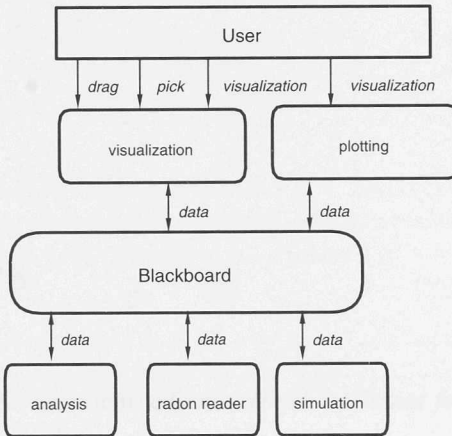 User
drag pick visualization visualization
visualization plotting
data data
Blackboard
data data data
analysis radon reader simulation